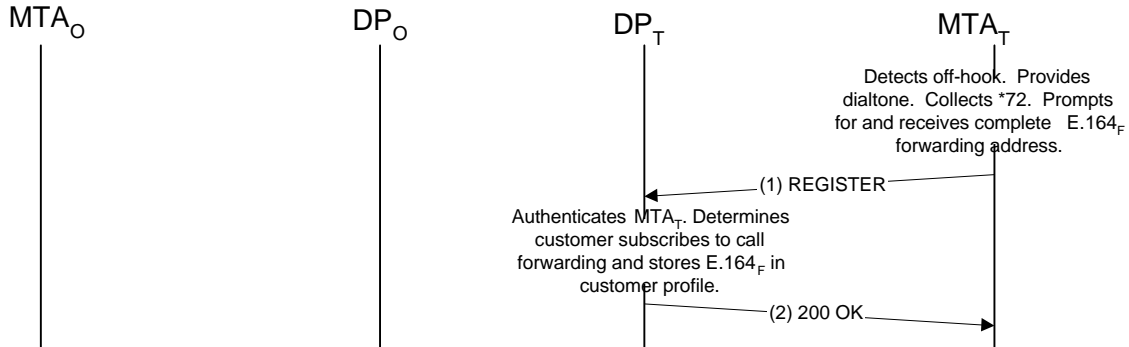 MTA_O DP_O DP_T MTA_T
Detects off-hook. Provides
dialtone. Collects *72. Prompts
for and receives complete E.164_F
forwarding address.
(1) REGISTER
Authenticates MTA_T. Determines
customer subscribes to call
forwarding and stores E.164_F in
customer profile.
(2) 200 OK